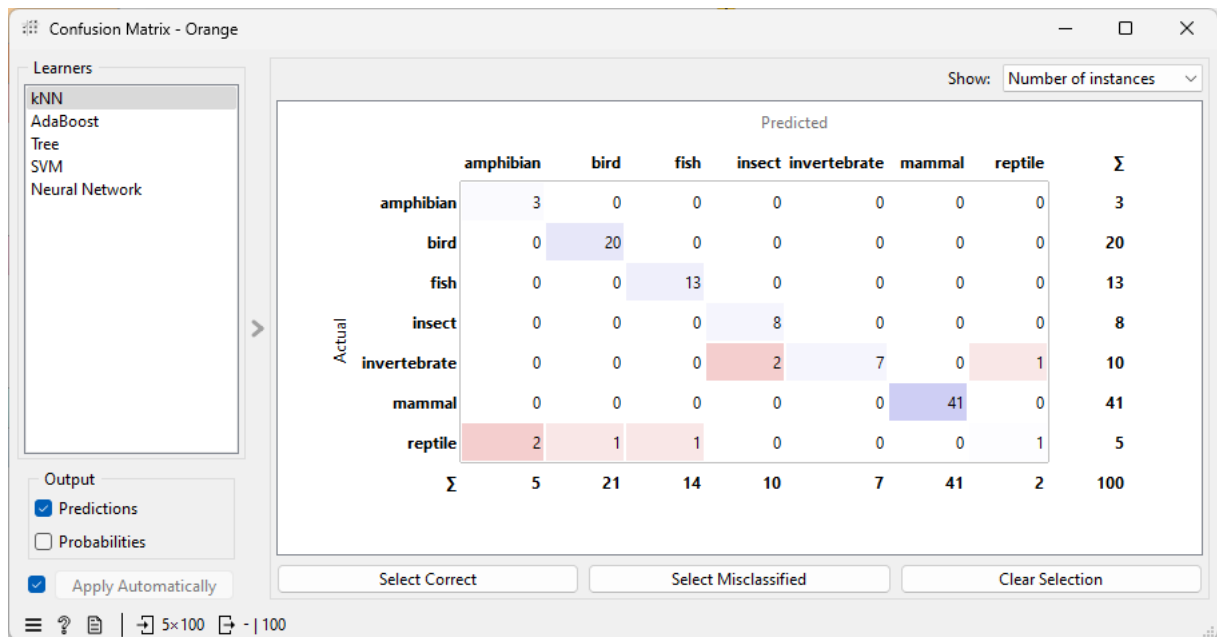 Confusion Matrix - Orange
Learners
kNN
AdaBoost
Tree
SVM
Neural Network
Output
Predictions
Probabilities
Apply Automatically
Show: Number of instances
Predicted
amphibian bird fish insect invertebrate mammal reptile Σ
Actual
amphibian 3 0 0 0 0 0 0 3
bird 0 20 0 0 0 0 0 20
fish 0 0 13 0 0 0 0 13
insect 0 0 0 8 0 0 0 8
invertebrate 0 0 0 2 7 0 1 10
mammal 0 0 0 0 0 41 0 41
reptile 2 1 1 0 0 0 1 5
Σ 5 21 14 10 7 41 2 100
Select Correct Select Misclassified Clear Selection
? 5×100 - | 100